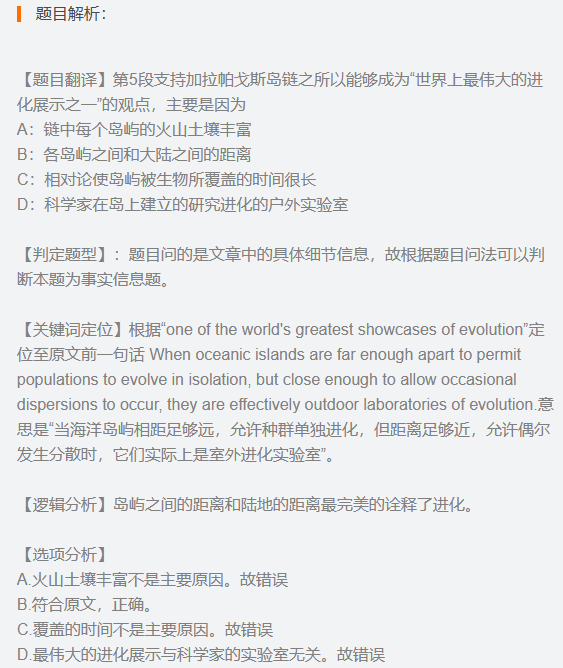 题目解析：
【题目翻译】第5段支持加拉帕戈斯岛链之所以能够成为“世界上最伟大的进
化展示之一”的观点，主要是因为
A：链中每个岛屿的火山土壤丰富
B：各岛屿之间和大陆之间的距离
C：相对论使岛屿被生物所覆盖的时间很长
D：科学家在岛上建立的研究进化的户外实验室
【判定题型】：题目问的是文章中的具体细节信息，故根据题目问法可以判
断本题为事实信息题。
【关键词定位】根据“one of the world's greatest showcases of evolution”定
位至原文前一句话 When oceanic islands are far enough apart to permit
populations to evolve in isolation, but close enough to allow occasional
dispersions to occur, they are effectively outdoor laboratories of evolution.意
思是“当海洋岛屿相距足够远，允许种群单独进化，但距离足够近，允许偶尔
发生分散时，它们实际上是室外进化实验室”。
【逻辑分析】岛屿之间的距离和陆地的距离最完美的诠释了进化。
【选项分析】
A.火山土壤丰富不是主要原因。故错误
B.符合原文，正确。
C.覆盖的时间不是主要原因。故错误
D.最伟大的进化展示与科学家的实验室无关。故错误